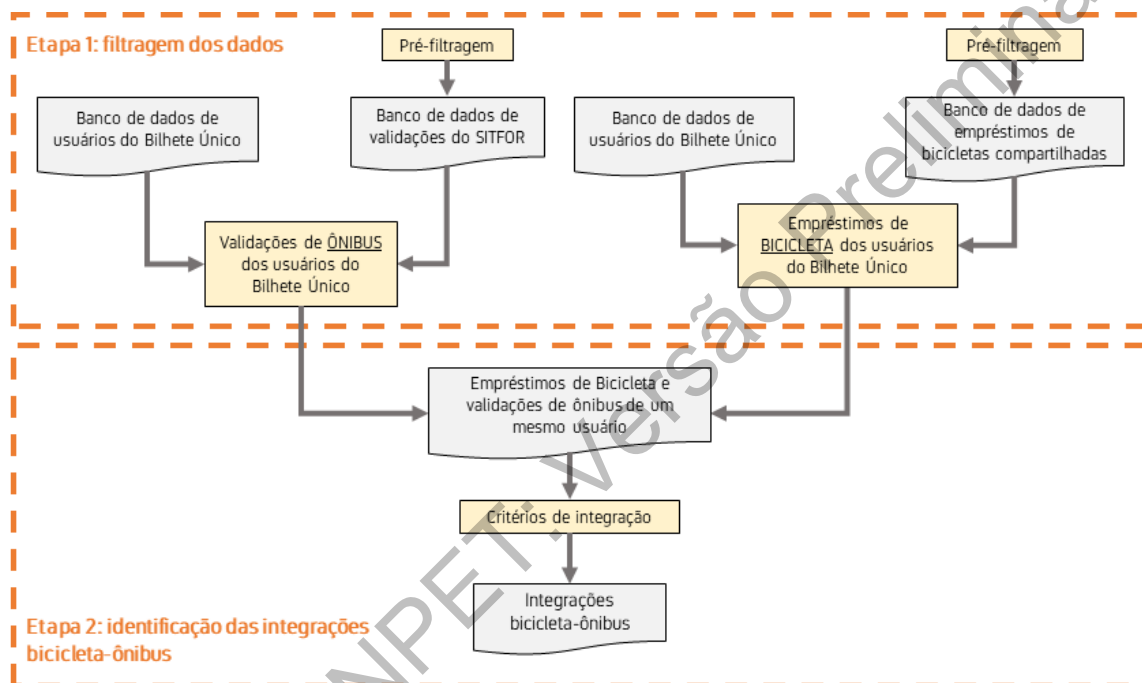 Etapa 1: filtragem dos dados
Pré-filtragem
Pré-filtragem
Banco de dados de
usuários do Bilhete Único
Banco de dados de
validações do SITFOR
Banco de dados de
usuários do Bilhete Único
Banco de dados de
empréstimos de
bicicletas compartilhadas
Validações de ÔNIBUS
dos usuários do
Bilhete Único
Empréstimos de
BICICLETA dos usuários
do Bilhete Único
Empréstimos de Bicicleta e
validações de ônibus de um
mesmo usuário
Critérios de integração
Integrações
bicicleta-ônibus
Etapa 2: identificação das integrações
bicicleta-ônibus
NPET: Versão Prelimina